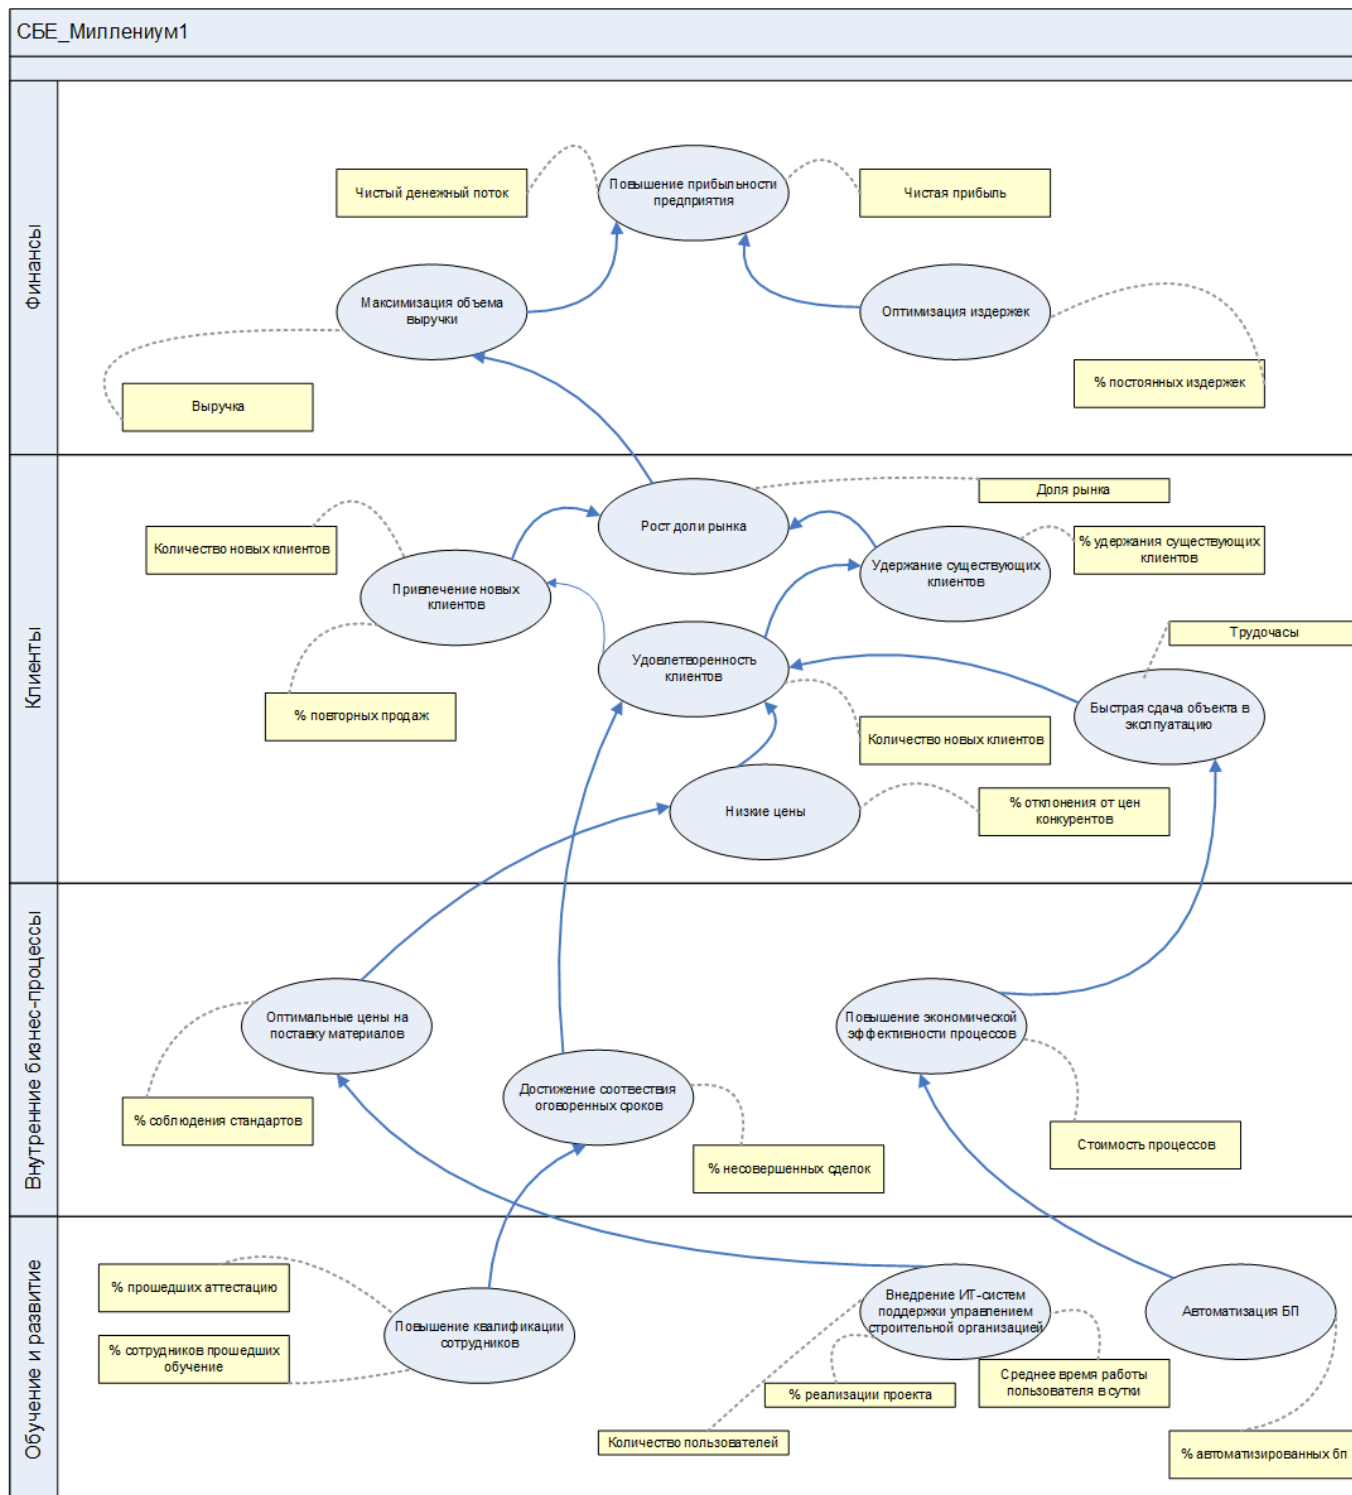 СБЕ_Миллениум1
Финансы
Чистый денежный поток
Повышение прибыльности
предприятия
Чистая прибыль
Максимизация объема
выручки
Оптимизация издержек
Выручка
% постоянных издержек
Клиенты
Рост доли рынка
Доля рынка
Количество новых клиентов
% удержания существующих
клиентов
Привлечение новых
клиентов
Удержание существующих
клиентов
Удовлетворенность
клиентов
Трудочасы
% повторных продаж
Быстрая сдача объекта в
эксплуатацию
Количество новых клиентов
Низкие цены
% отклонения от цен
конкурентов
Внутренние бизнес-процессы
Оптимальные цены на
поставку материалов
Повышение экономической
эффективности процессов
Достижение соотвествия
оговоренных сроков
% соблюдения стандартов
% несовершенных сделок
Стоимость процессов
Обучение и развитие
% прошедших аттестацию
Повышение квалификации
сотрудников
% сотрудников прошедших
обучение
Внедрение ИТ-систем
поддержки управлением
строительной организацией
Автоматизация БП
% реализации проекта
Среднее время работы
пользователя в сутки
Количество пользователей
% автоматизированных бп